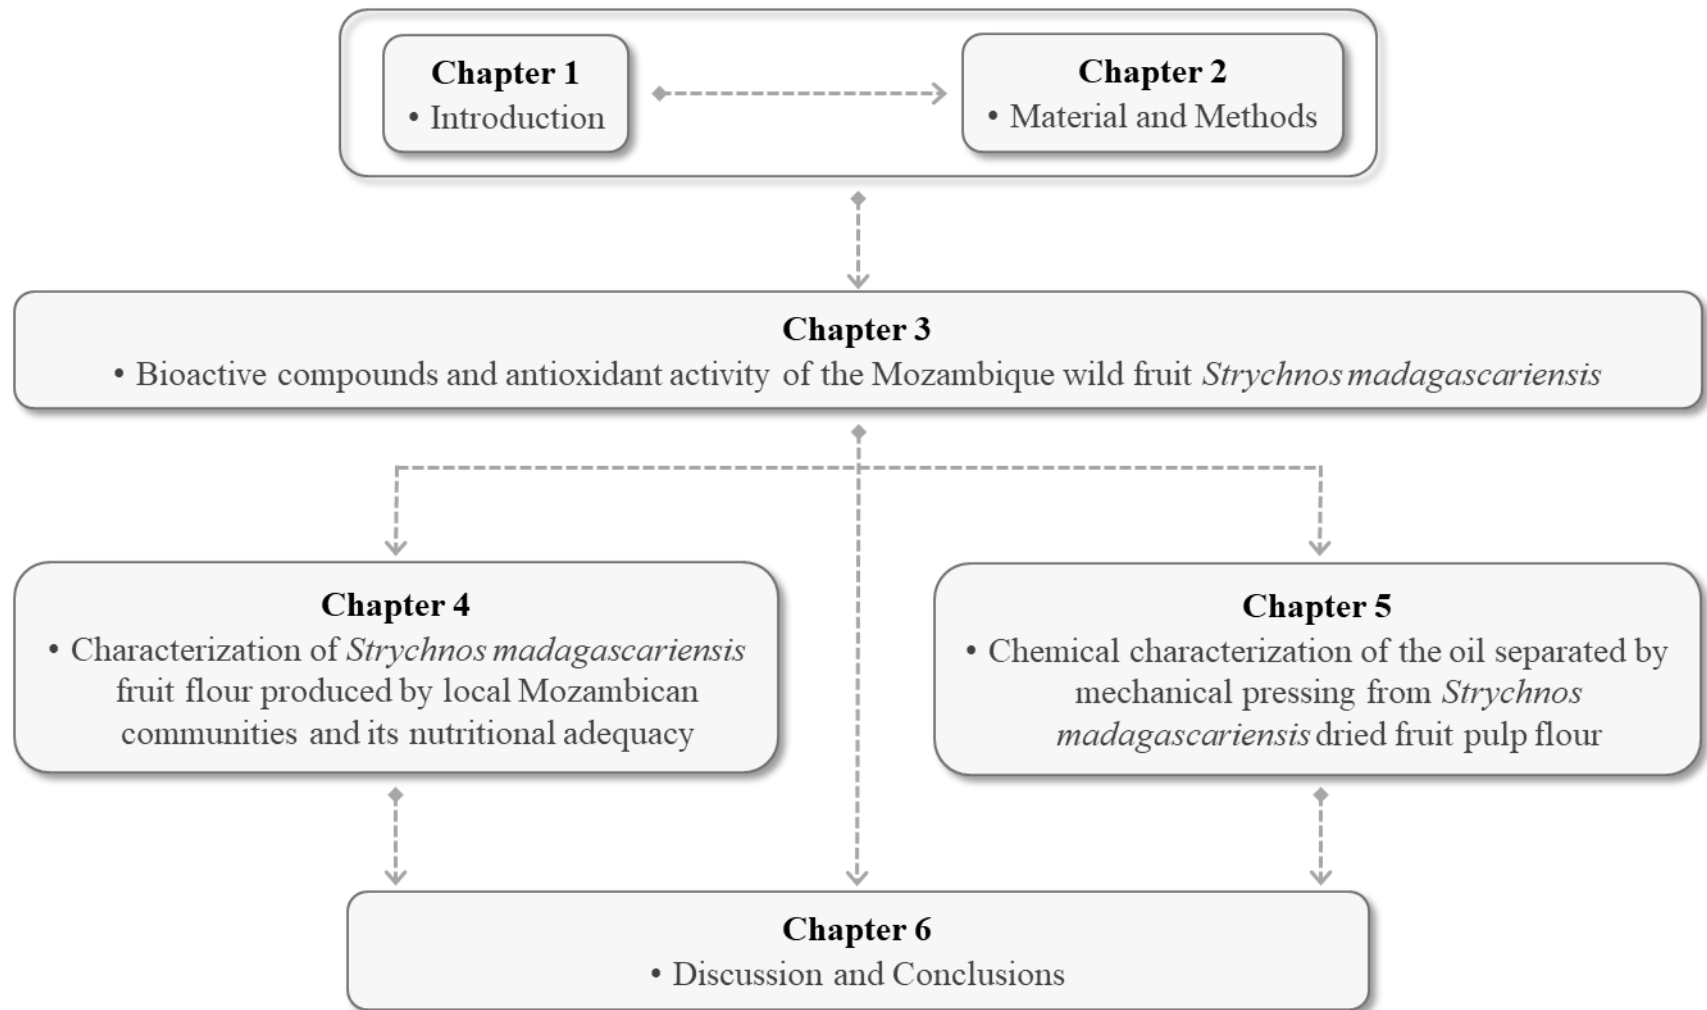 Chapter 1
• Introduction
Chapter 2
• Material and Methods
Chapter 3
• Bioactive compounds and antioxidant activity of the Mozambique wild fruit Strychnos madagascariensis
Chapter 4
• Characterization of Strychnos madagascariensis
fruit flour produced by local Mozambican
communities and its nutritional adequacy
Chapter 5
• Chemical characterization of the oil separated by
mechanical pressing from Strychnos
madagascariensis dried fruit pulp flour
Chapter 6
• Discussion and Conclusions